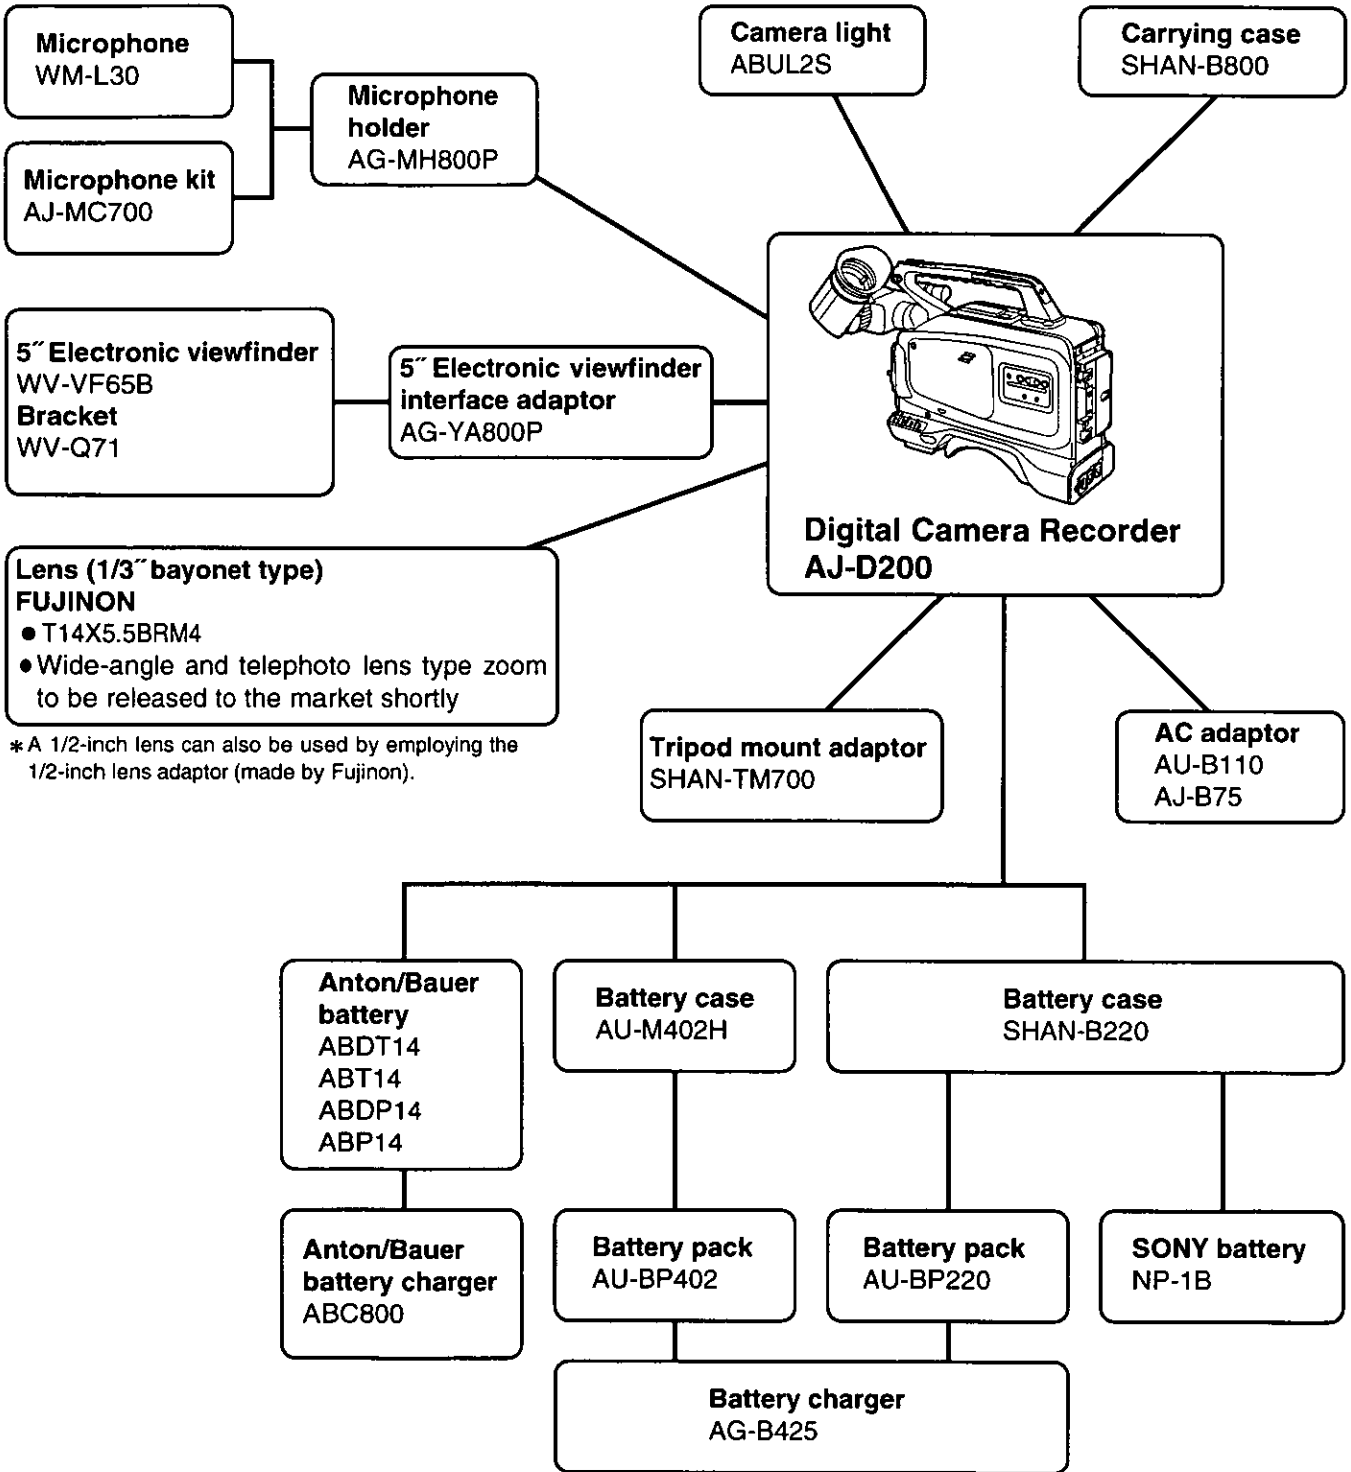 Microphone
WM-L30
Microphone kit
AJ-MC700
Microphone
holder
AG-MH800P
Camera light
ABUL2S
Carrying case
SHAN-B800
5″ Electronic viewfinder
WV-VF65B
Bracket
WV-Q71
5″ Electronic viewfinder
interface adaptor
AG-YA800P
Digital Camera Recorder
AJ-D200
Lens (1/3″ bayonet type)
FUJINON
● T14X5.5BRM4
● Wide-angle and telephoto lens type zoom
to be released to the market shortly
* A 1/2-inch lens can also be used by employing the
1/2-inch lens adaptor (made by Fujinon).
Tripod mount adaptor
SHAN-TM700
AC adaptor
AU-B110
AJ-B75
Anton/Bauer
battery
ABDT14
ABT14
ABDP14
ABP14
Battery case
AU-M402H
Battery case
SHAN-B220
Anton/Bauer
battery charger
ABC800
Battery pack
AU-BP402
Battery pack
AU-BP220
SONY battery
NP-1B
Battery charger
AG-B425